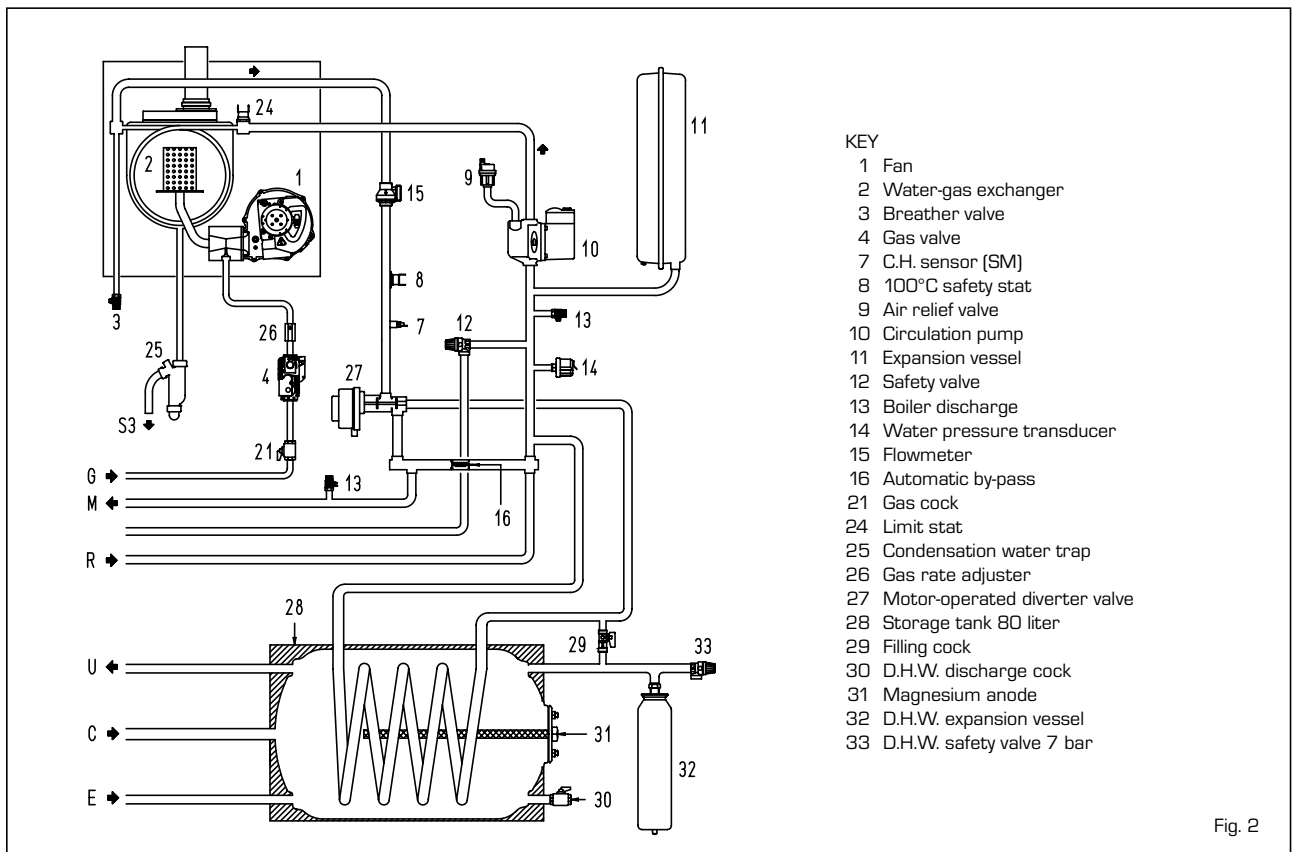 24
2
1
15
9
10
11
8
3
7
13
12
26
25
4
27
14
S3
21
G
M
13
16
R
28
U
29
33
C
31
32
E
30
KEY
1 Fan
2 Water-gas exchanger
3 Breather valve
4 Gas valve
7 C.H. sensor (SM)
8 100°C safety stat
9 Air relief valve
10 Circulation pump
11 Expansion vessel
12 Safety valve
13 Boiler discharge
14 Water pressure transducer
15 Flowmeter
16 Automatic by-pass
21 Gas cock
24 Limit stat
25 Condensation water trap
26 Gas rate adjuster
27 Motor-operated diverter valve
28 Storage tank 80 liter
29 Filling cock
30 D.H.W. discharge cock
31 Magnesium anode
32 D.H.W. expansion vessel
33 D.H.W. safety valve 7 bar
Fig. 2